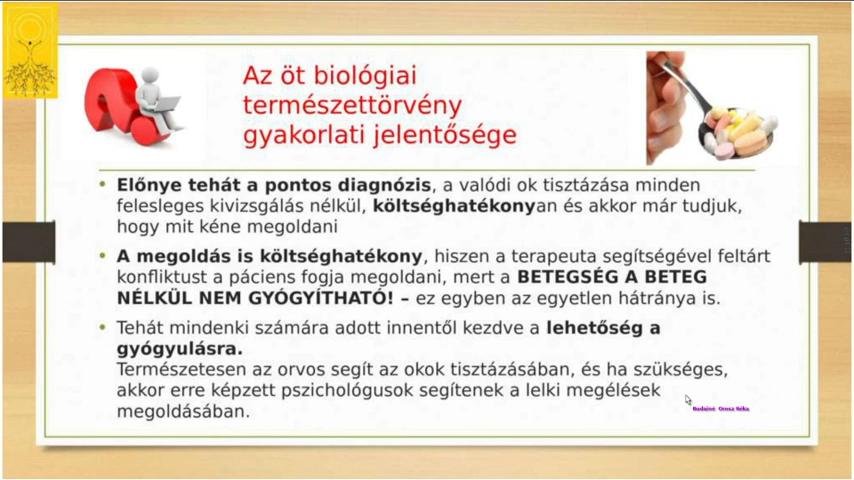 Az öt biológiai
természettörvény
gyakorlati jelentősége
• Előnye tehát a pontos diagnózis, a valódi ok tisztázása minden
felesleges kivizsgálás nélkül, költséghatékonyan és akkor már tudjuk,
hogy mit kéne megoldani
• A megoldás is költséghatékony, hiszen a terapeuta segítségével feltárt
konfliktust a páciens fogja megoldani, mert a BETEGSÉG A BETEG
NÉLKÜL NEM GYÓGYÍTHATÓ! – ez egyben az egyetlen hátránya is.
• Tehát mindenki számára adott innentől kezdve a lehetőség a
gyógyulásra.
Természetesen az orvos segít az okok tisztázásában, és ha szükséges,
akkor erre képzett pszichológusok segítenek a lelki megélések
megoldásában.
Budainé Orosa Réka